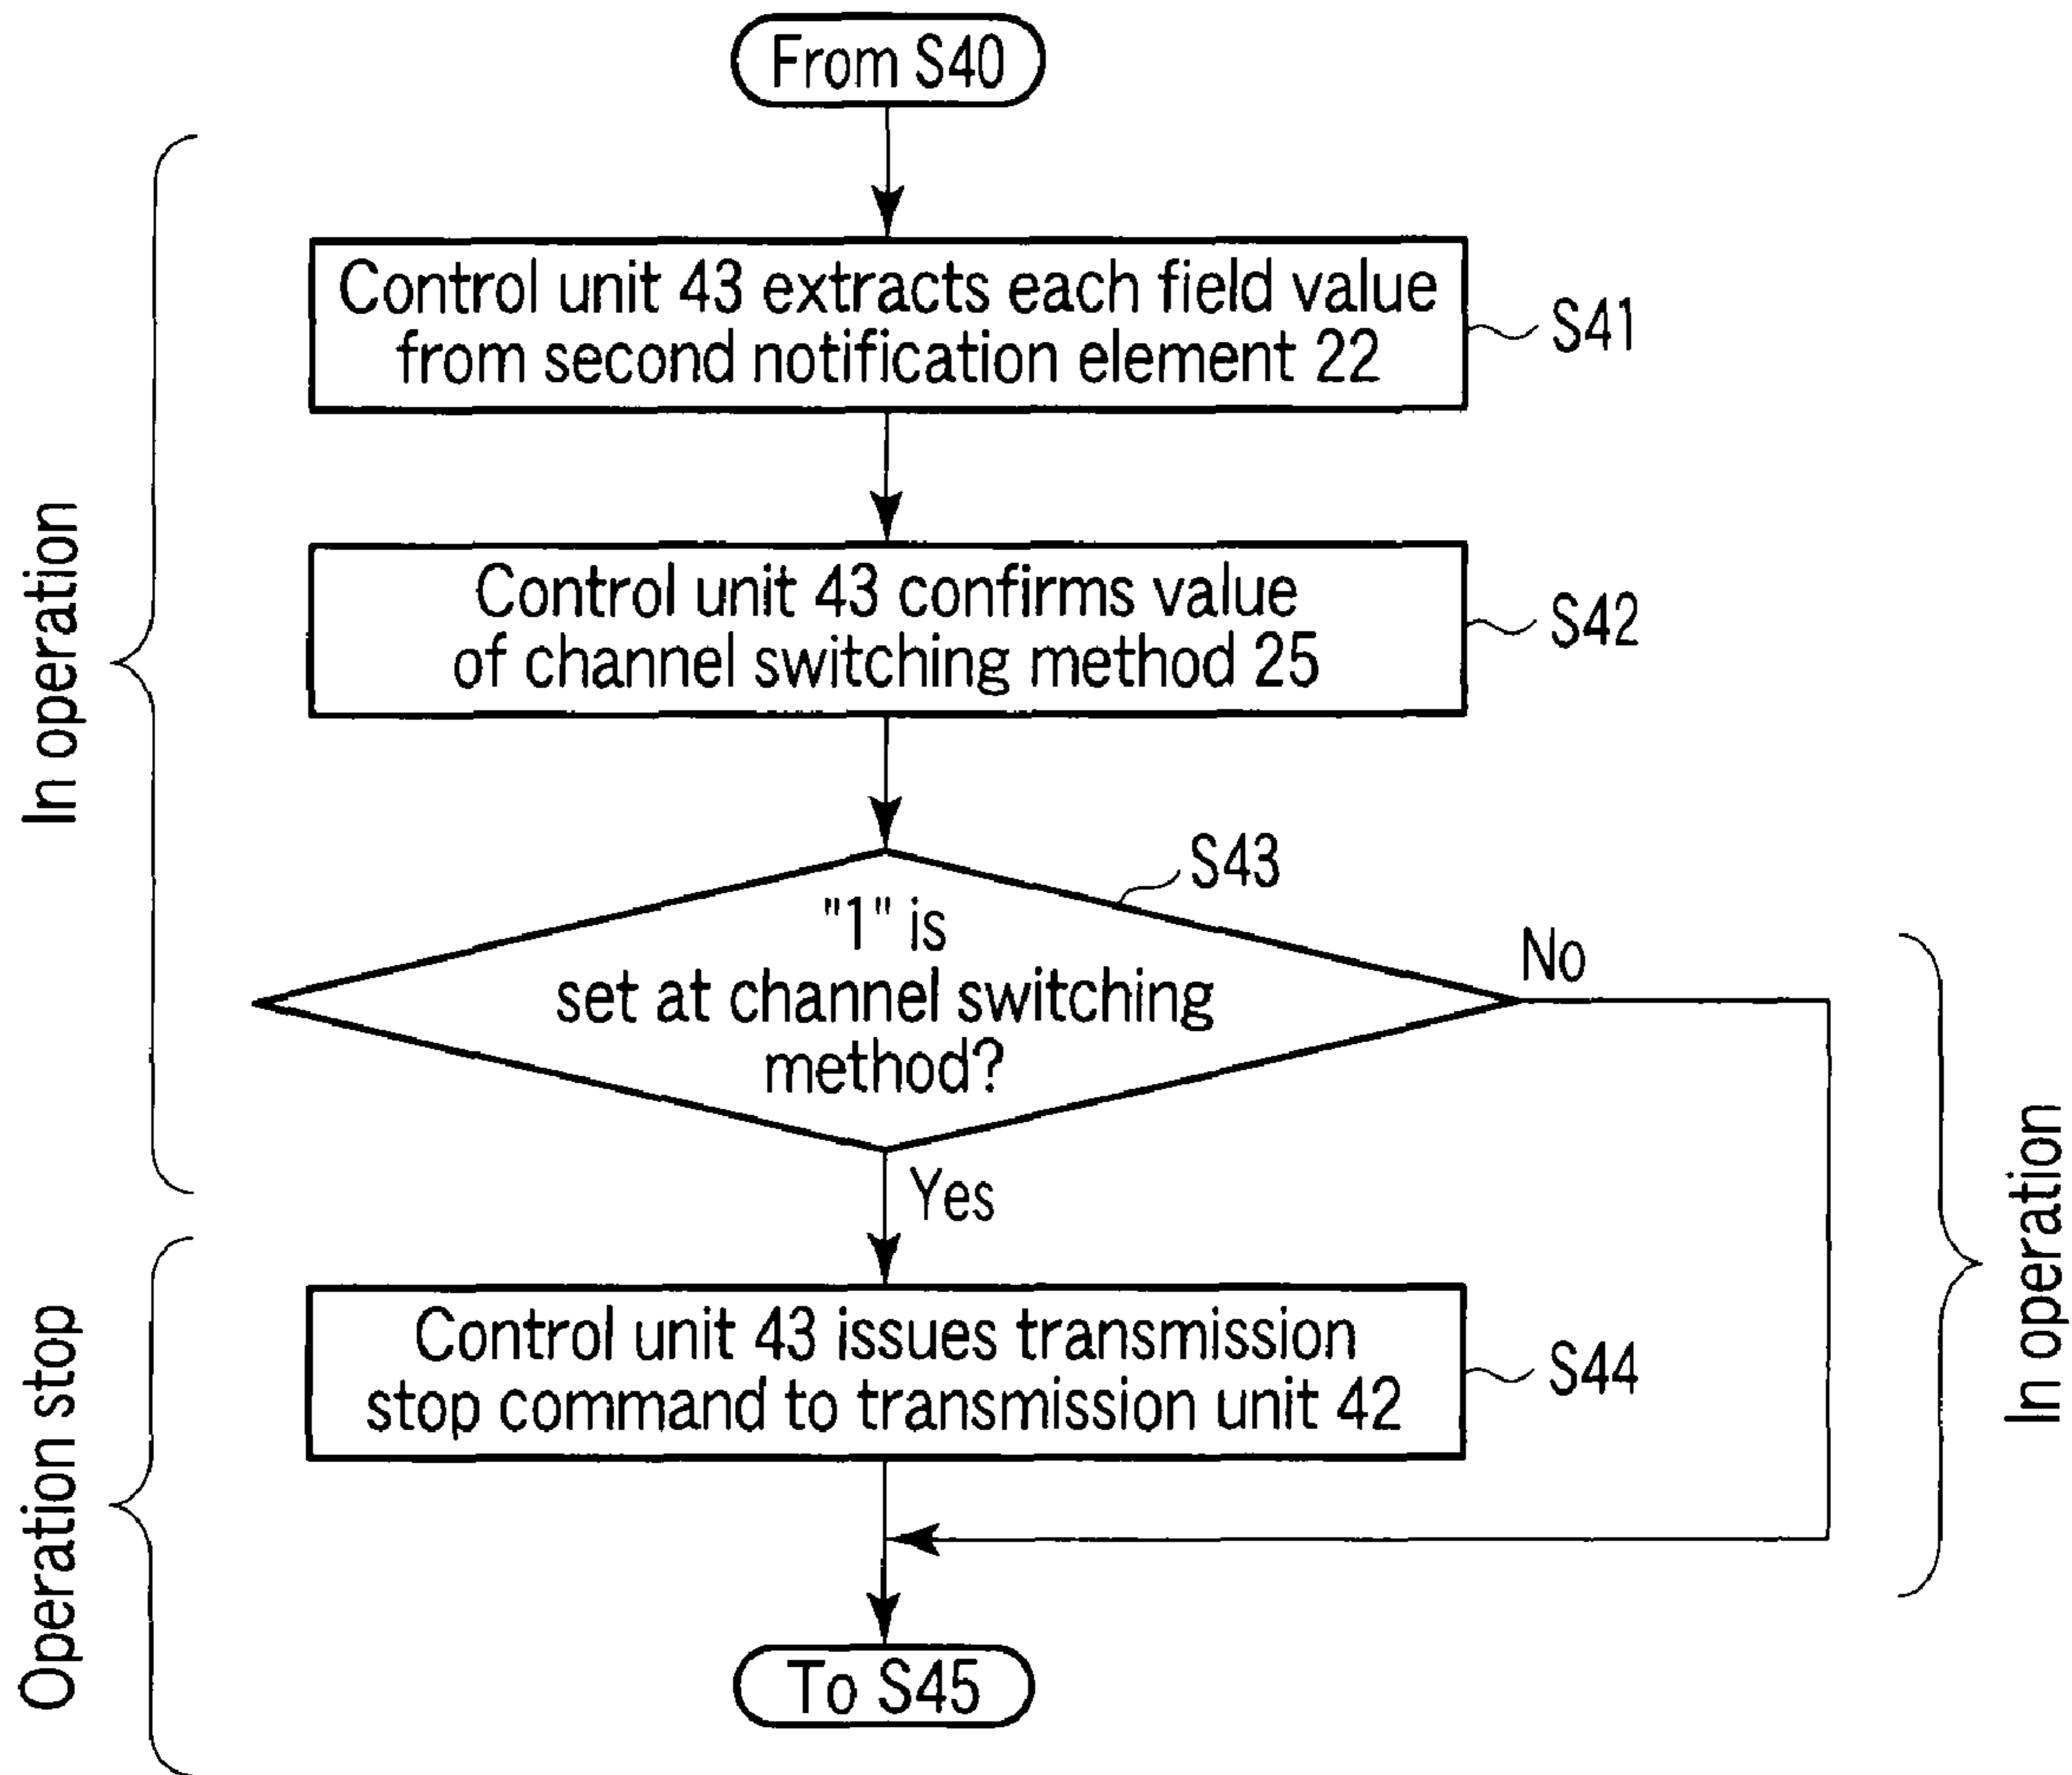 From S40
Control unit 43 extracts each field value
from second notification element 22
S41
In operation
Control unit 43 confirms value
of channel switching method 25
S42
S43
"1" is
set at channel switching
method?
No
Yes
In operation
Control unit 43 issues transmission
stop command to transmission unit 42
S44
Operation stop
To S45